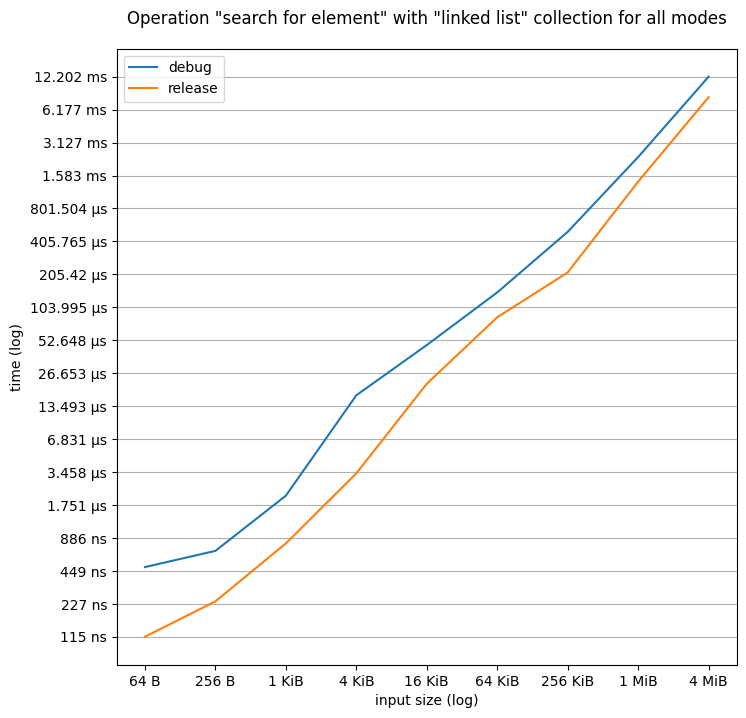 Operation "search for element" with "linked list" collection for all modes
debug
release
12.202 ms
6.177 ms
3.127 ms
1.583 ms
801.504 µs
405.765 µs
205.42 µs
103.995 µs
52.648 µs
26.653 µs
13.493 µs
6.831 µs
3.458 µs
1.751 µs
886 ns
449 ns
227 ns
115 ns
time (log)
64 B 256 B 1 KiB 4 KiB 16 KiB 64 KiB 256 KiB 1 MiB 4 MiB
input size (log)